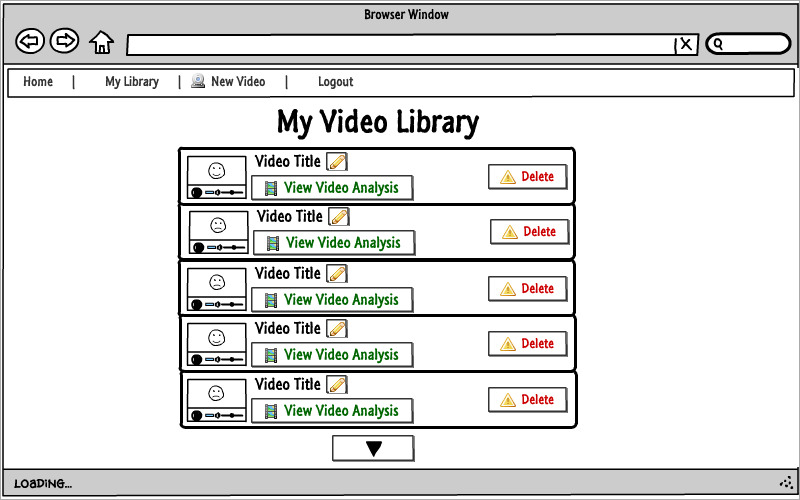 Browser Window
X
Home | My Library | New Video | Logout
My Video Library
Video Title
View Video Analysis
Delete
Video Title
View Video Analysis
Delete
Video Title
View Video Analysis
Delete
Video Title
View Video Analysis
Delete
Video Title
View Video Analysis
Delete
LOADING...